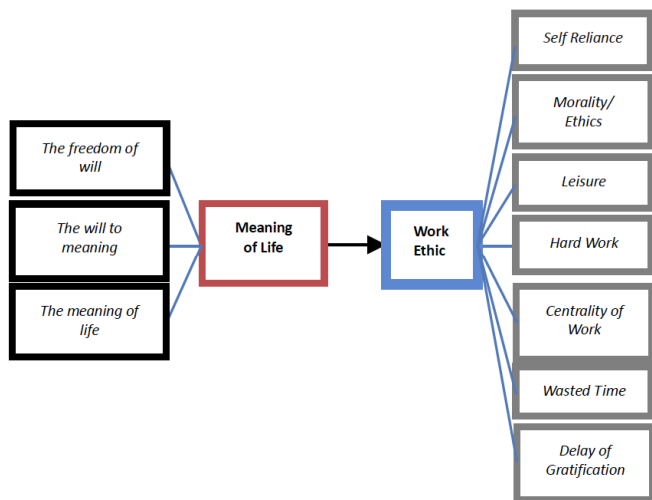 The freedom of
will
The will to
meaning
The meaning of
life
Meaning
of Life
Work
Ethic
Self Reliance
Morality/
Ethics
Leisure
Hard Work
Centrality of
Work
Wasted Time
Delay of
Gratification